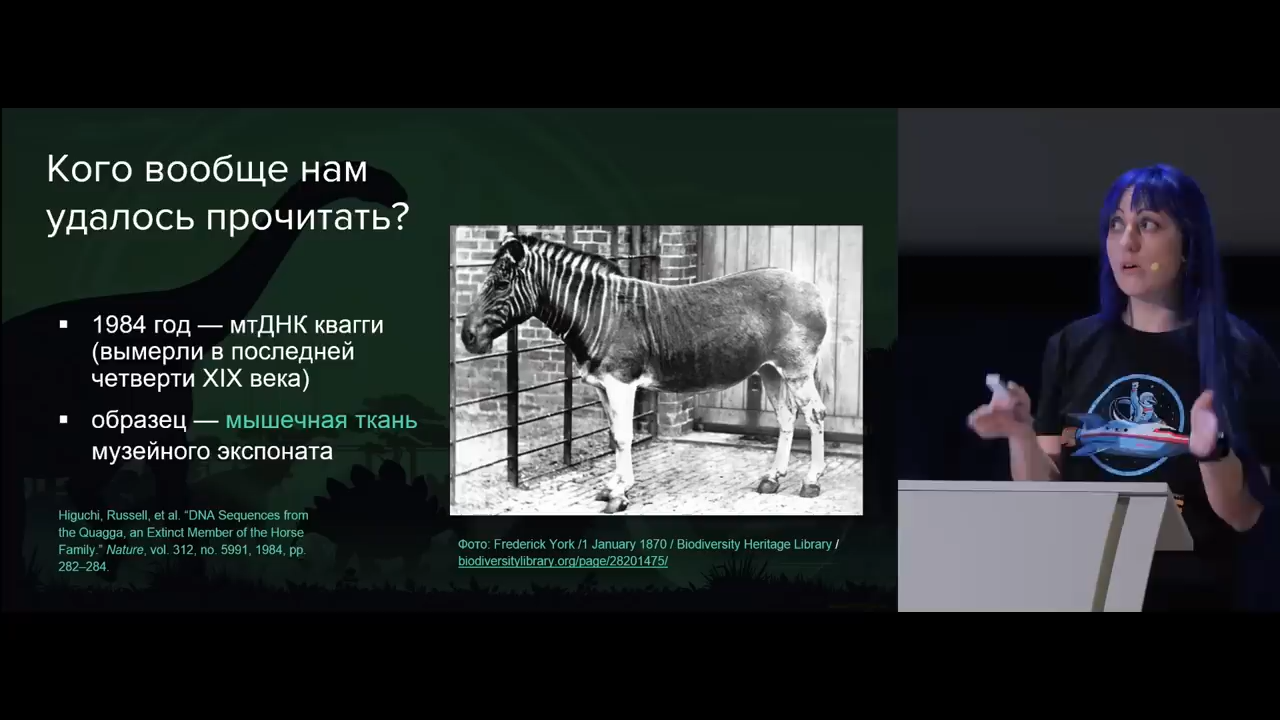 Кого вообще нам
удалось прочитать?
▪ 1984 год — мтДНК квагги
(вымерли в последней
четверти XIX века)
▪ образец — мышечная ткань
музейного экспоната
Higuchi, Russell, et al. “DNA Sequences from
the Quagga, an Extinct Member of the Horse
Family.” Nature, vol. 312, no. 5991, 1984, pp.
282–284.
Фото: Frederick York /1 January 1870 / Biodiversity Heritage Library /
biodiversitylibrary.org/page/28201475/